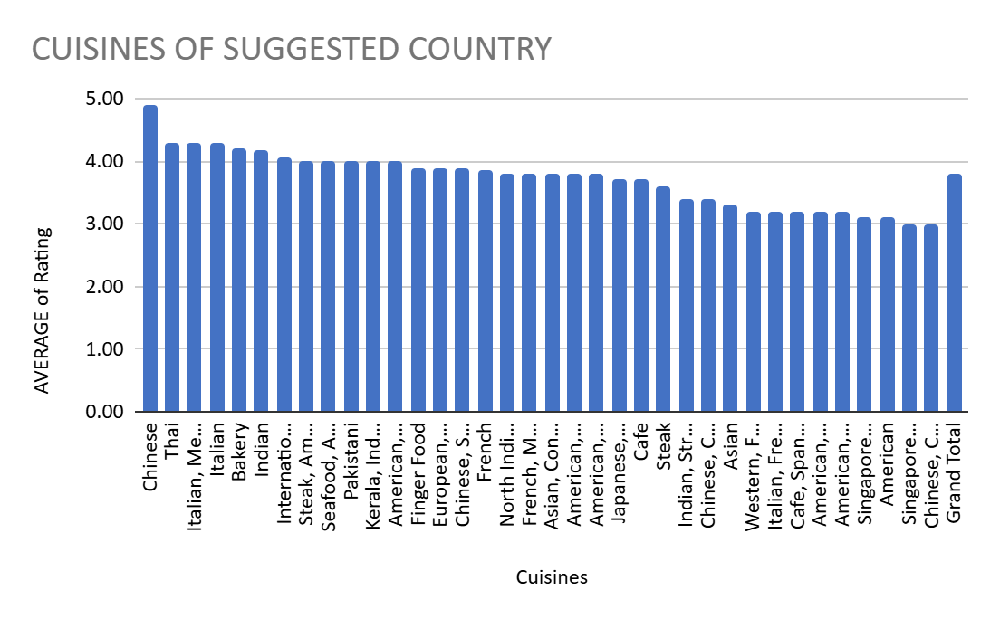 CUISINES OF SUGGESTED COUNTRY
AVERAGE of Rating
5.00
4.00
3.00
2.00
1.00
0.00
Chinese
Thai
Italian, Me...
Italian
Bakery
Indian
Internatio...
Steak, Am...
Seafood, A...
Pakistani
Kerala, Ind...
American,...
Finger Food
European,...
Chinese, S...
French
North Indi...
French, M...
Asian, Con...
American,...
American,...
Japanese,...
Cafe
Steak
Indian, Str...
Chinese, C...
Asian
Western, F...
Italian, Fre...
Cafe, Span...
American,...
American,...
Singapore...
American
Singapore...
Chinese, C...
Grand Total
Cuisines